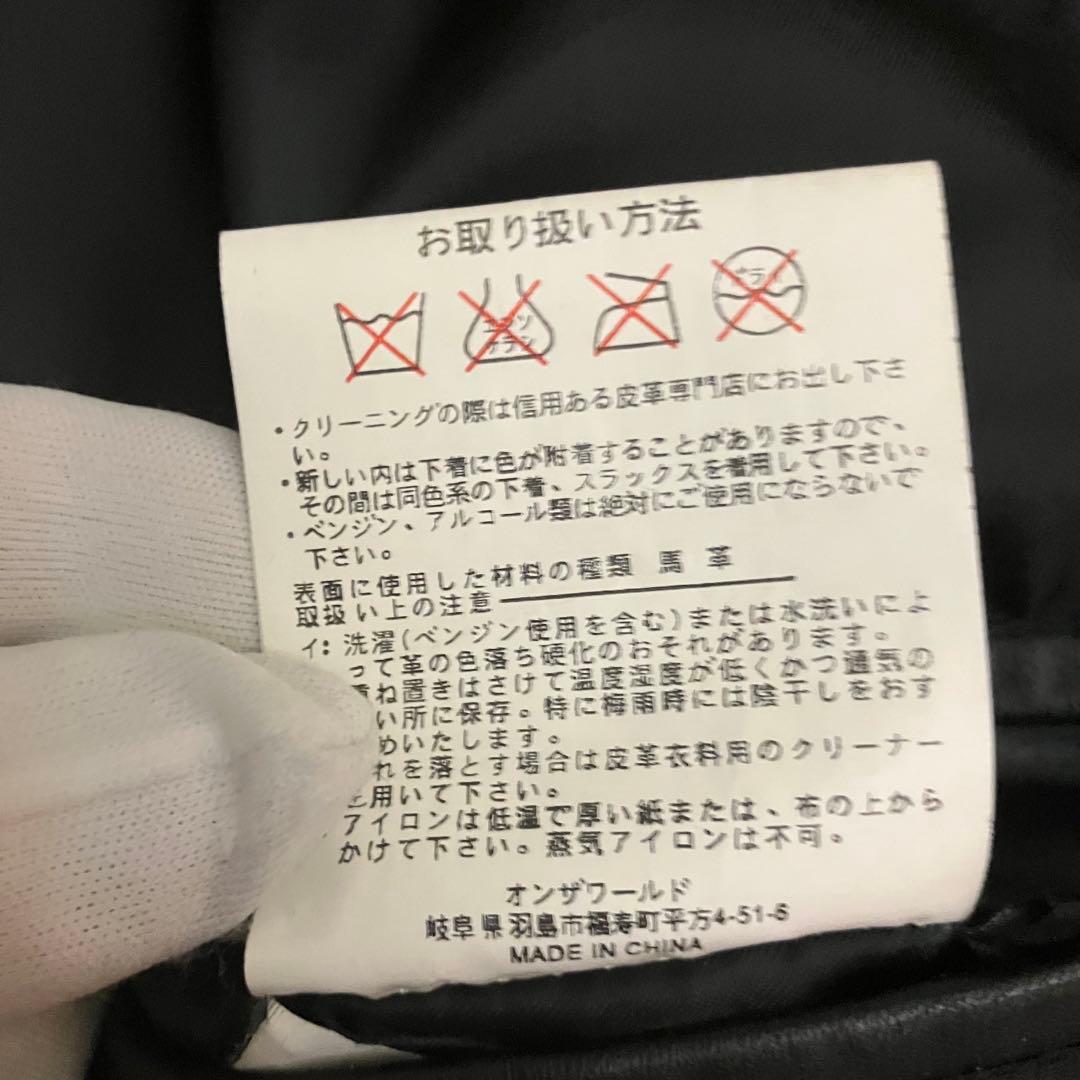 お取り扱い方法
エンソ
ナラン
ドライ
・クリーニングの際は信用ある皮革専門店にお出し下さ
い。
・新しい内は下着に色が附着することがありますので、
その間は同色系の下着、スラックスを着用して下さい。
・ベンジン、アルコール類は絶対にご使用にならないで
下さい。
表面に使用した材料の種類 馬 革
取扱い上の注意
イ: 洗濯(ベンジン使用を含む)または水洗いによ
って革の色落ち硬化のおそれがあります。
ね置きはさけて温度湿度が低くかつ通気の
い所に保存。特に梅雨時には陰干しをおす
めいたします。
れを落とす場合は皮革衣料用のクリーナー
用いて下さい。
アイロンは低温で厚い紙または、布の上から
かけて下さい。蒸気アイロンは不可。
オンザワールド
岐阜県羽島市福寿町平方4-51-6
MADE IN CHINA